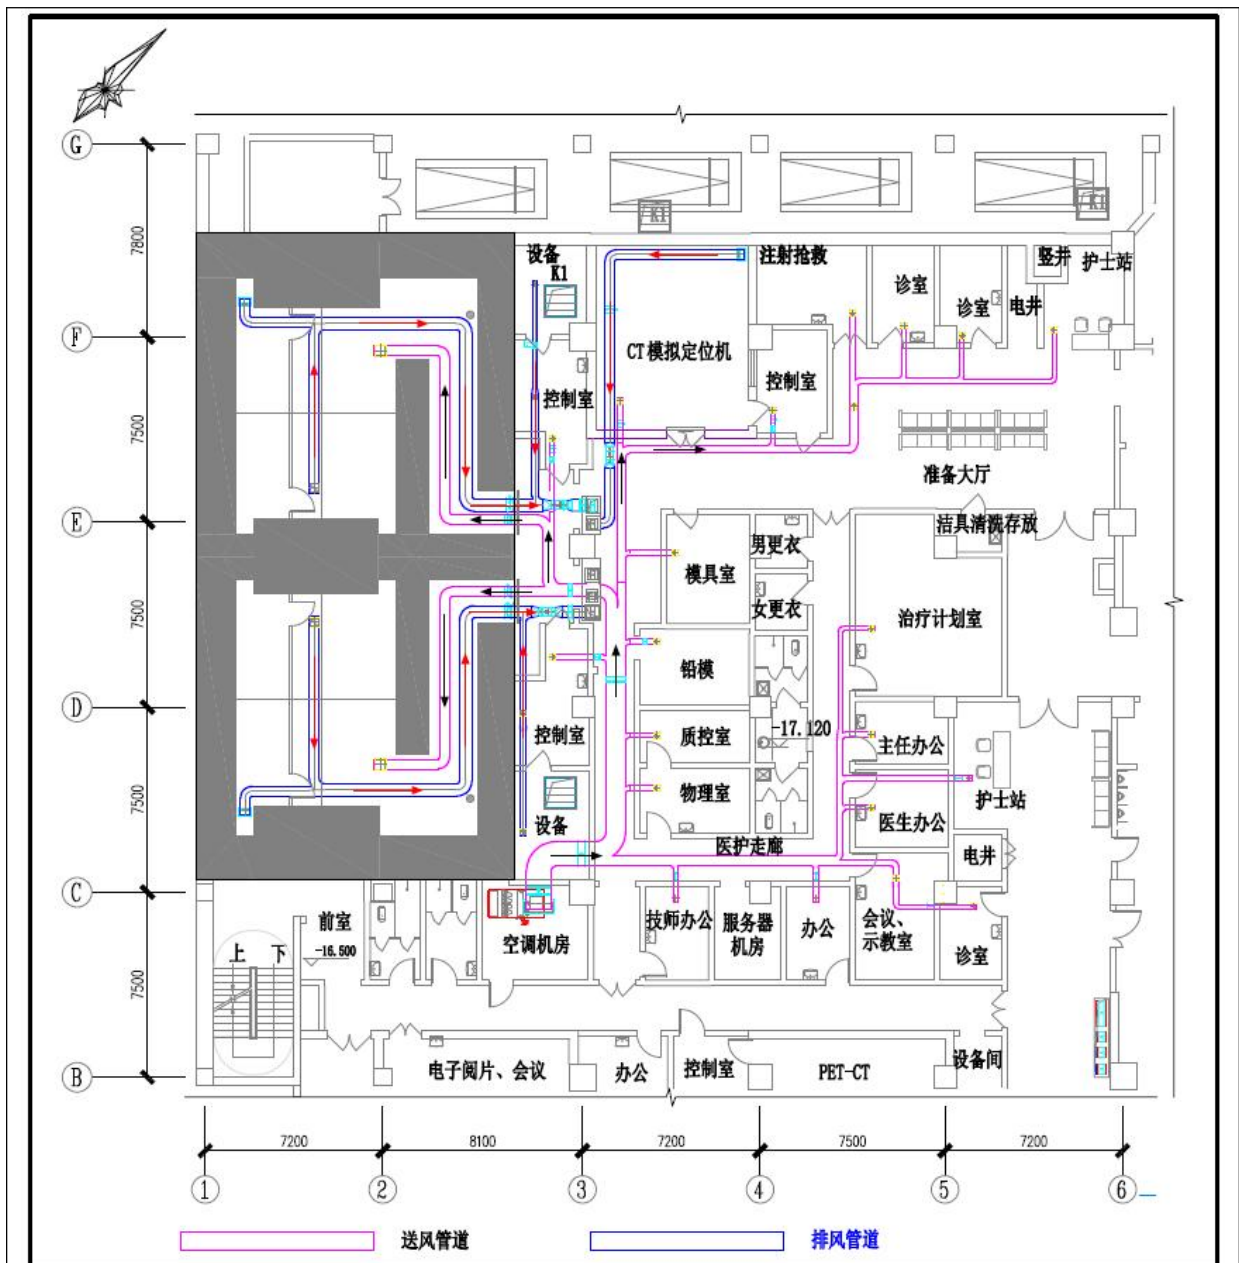 G
7800
K1
K1
设备
K1
注射抢救
诊室
诊室
电井
竖井
护士站
F
CT模拟定位机
控制室
控制室
7500
准备大厅
E
洁具清洗存放
男更衣
模具室
女更衣
7500
治疗计划室
铅模
D
控制室
质控室
-17.120
主任办公
7500
物理室
护士站
设备
医生办公
医护走廊
电井
C
前室
-16.500
上
下
空调机房
技师办公
服务器
机房
办公
会议、
示教室
诊室
7500
B
电子阅片、会议
办公
控制室
PET-CT
设备间
7200
8100
7200
7500
7200
1
2
3
4
5
6
送风管道
排风管道